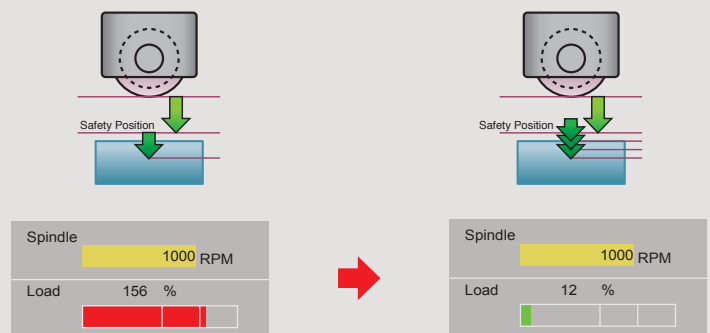 Safety Position
Safety Position
Spindle
1000 RPM
Load 156 %
Spindle
1000 RPM
Load 12 %